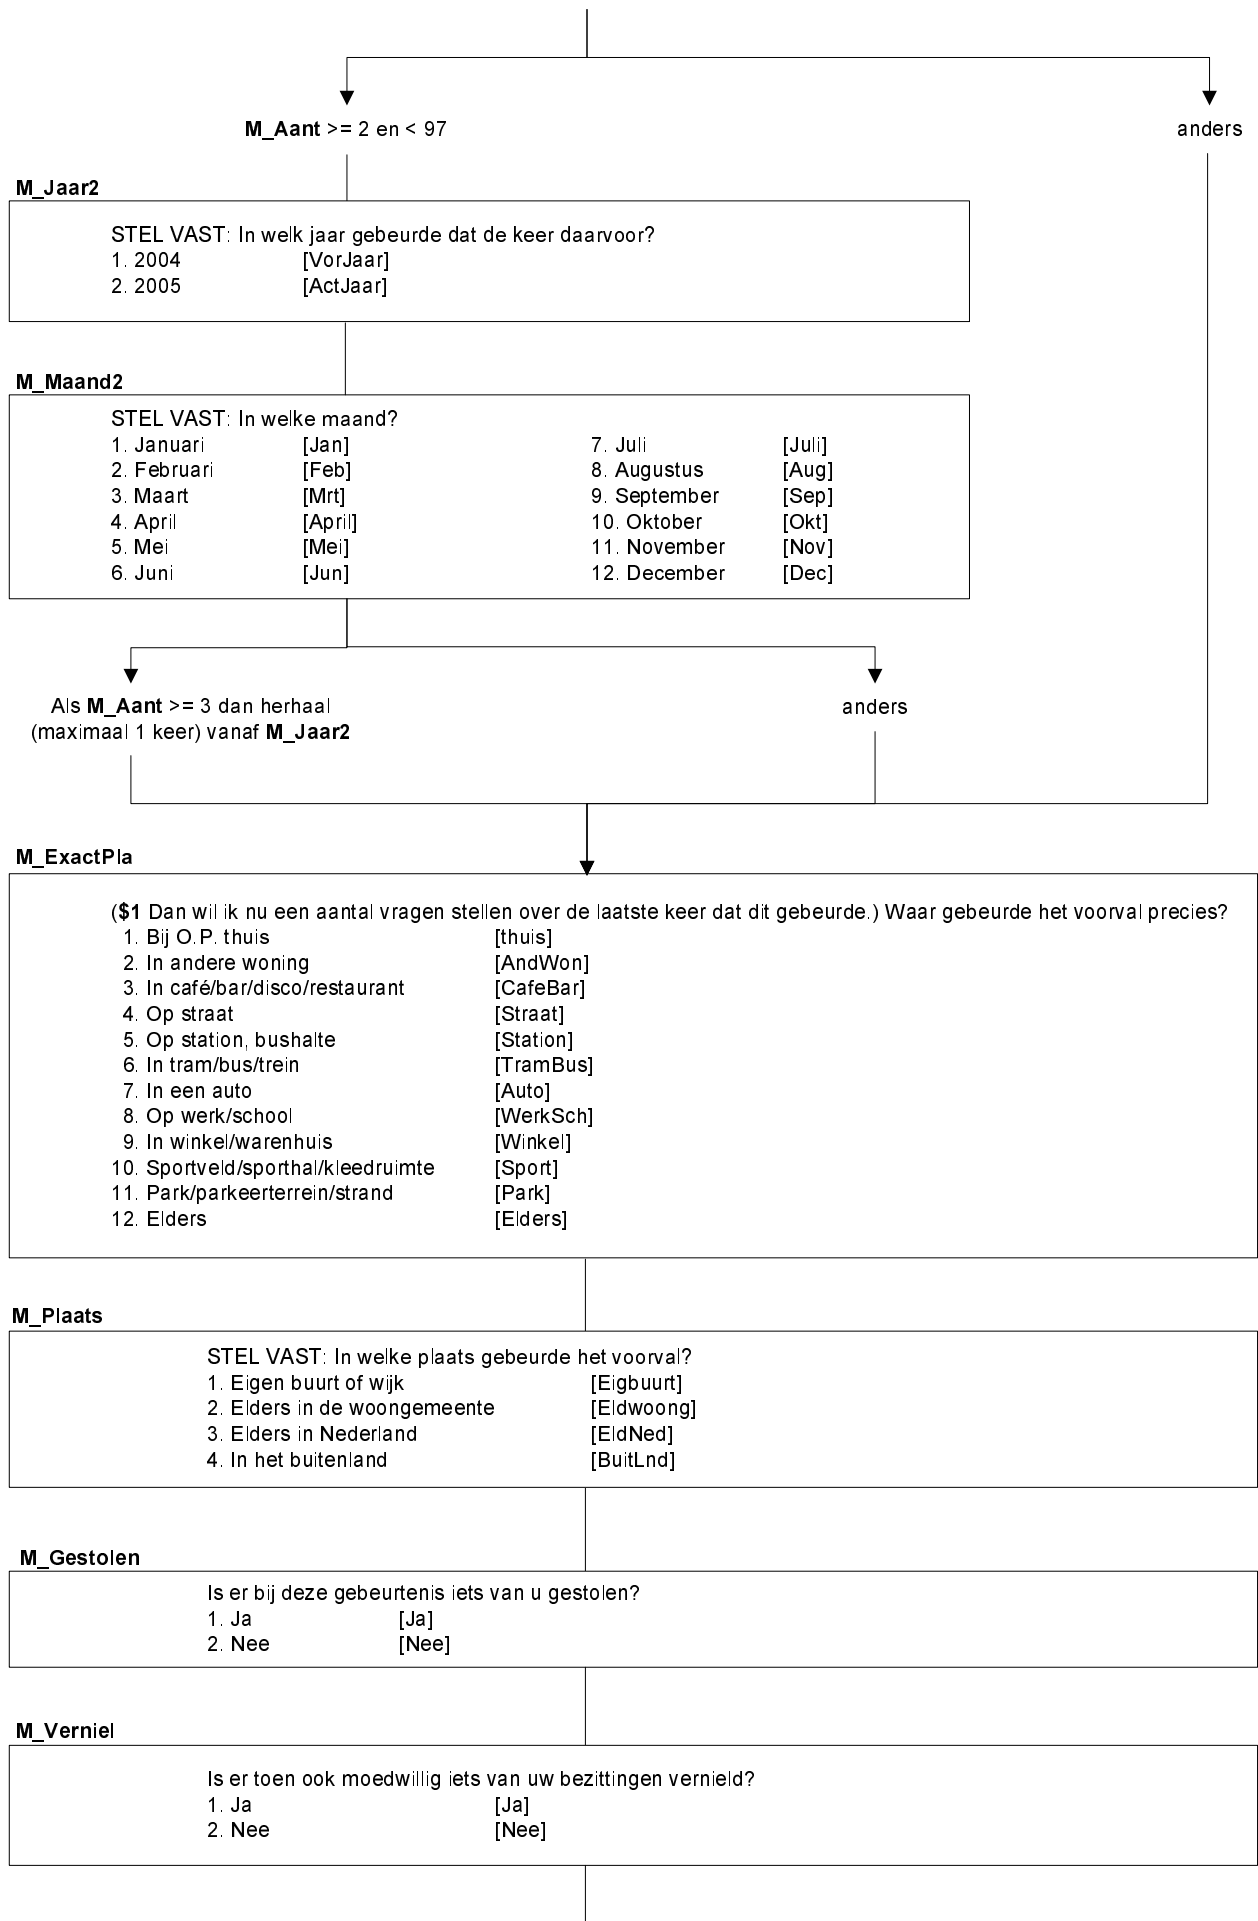 M_Aant >= 2 en < 97 anders
M_Jaar2
STEL VAST: In welk jaar gebeurde dat de keer daarvoor?
1. 2004 [VorJaar]
2. 2005 [ActJaar]
M_Maand2
STEL VAST: In welke maand?
1. Januari [Jan] 7. Juli [Juli]
2. Februari [Feb] 8. Augustus [Aug]
3. Maart [Mrt] 9. September [Sep]
4. April [April] 10. Oktober [Okt]
5. Mei [Mei] 11. November [Nov]
6. Juni [Jun] 12. December [Dec]
Als M_Aant >= 3 dan herhaal anders
(maximaal 1 keer) vanaf M_Jaar2
M_ExactPla
($1 Dan wil ik nu een aantal vragen stellen over de laatste keer dat dit gebeurde.) Waar gebeurde het voorval precies?
1. Bij O.P. thuis [thuis]
2. In andere woning [AndWon]
3. In café/bar/disco/restaurant [CafeBar]
4. Op straat [Straat]
5. Op station, bushalte [Station]
6. In tram/bus/trein [TramBus]
7. In een auto [Auto]
8. Op werk/school [WerkSch]
9. In winkel/warenhuis [Winkel]
10. Sportveld/sporthal/kleedruimte [Sport]
11. Park/parkeerterrein/strand [Park]
12. Elders [Elders]
M_Plaats
STEL VAST: In welke plaats gebeurde het voorval?
1. Eigen buurt of wijk [Eigbuurt]
2. Elders in de woongemeente [Eldwoong]
3. Elders in Nederland [EldNed]
4. In het buitenland [BuitLnd]
M_Gestolen
Is er bij deze gebeurtenis iets van u gestolen?
1. Ja [Ja]
2. Nee [Nee]
M_Verniel
Is er toen ook moedwillig iets van uw bezittingen vernield?
1. Ja [Ja]
2. Nee [Nee]